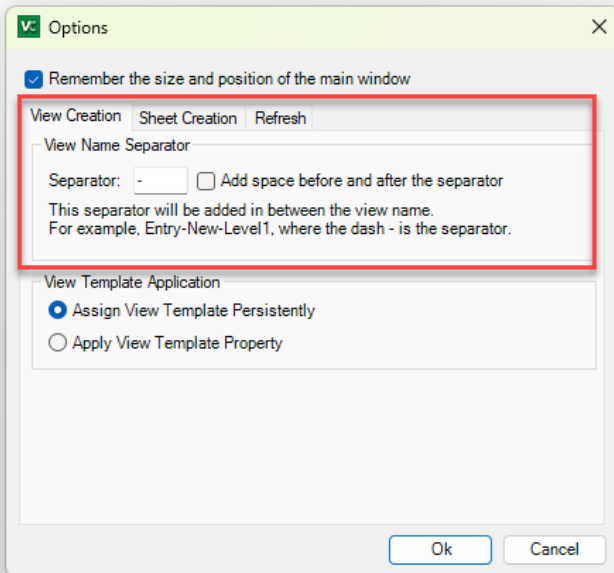 VC Options
Remember the size and position of the main window
View Creation Sheet Creation Refresh
View Name Separator
Separator: - Add space before and after the separator
This separator will be added in between the view name.
For example, Entry-New-Level1, where the dash - is the separator.
View Template Application
Assign View Template Persistently
Apply View Template Property
Ok Cancel